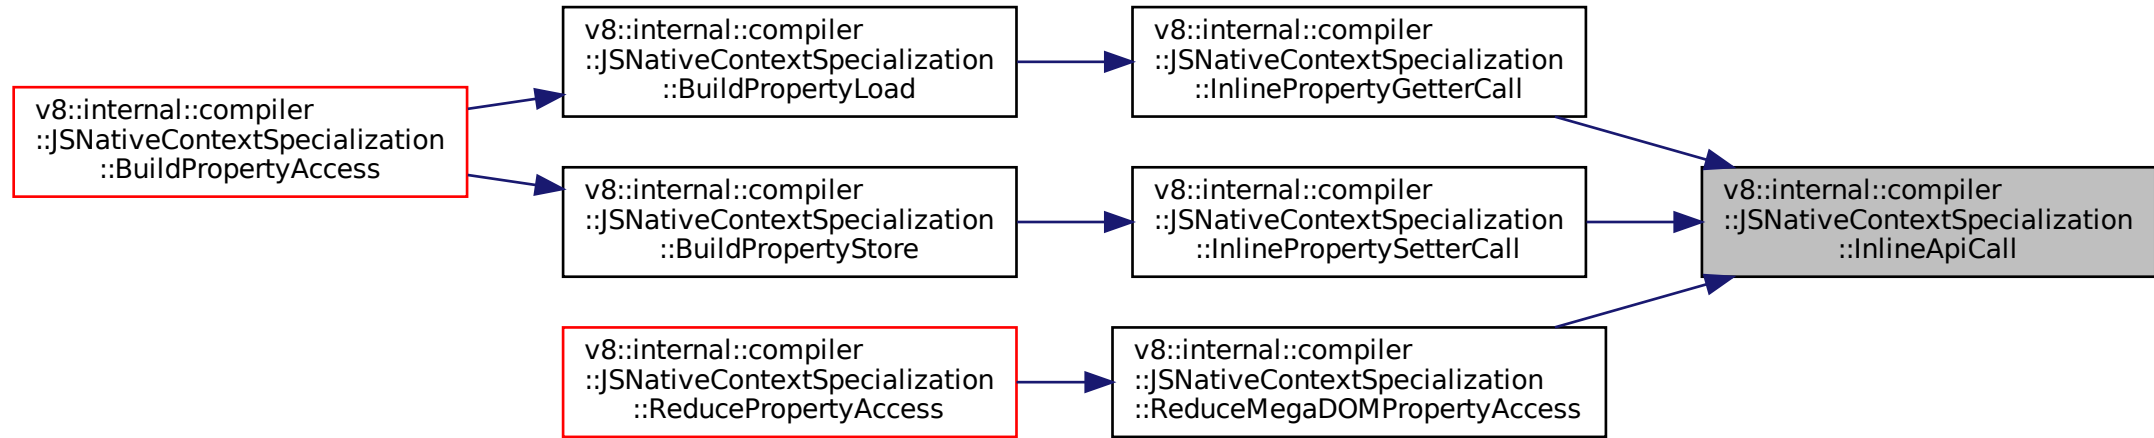 v8::internal::compiler
::JSNativeContextSpecialization
::BuildPropertyAccess
v8::internal::compiler
::JSNativeContextSpecialization
::BuildPropertyLoad
v8::internal::compiler
::JSNativeContextSpecialization
::InlinePropertyGetterCall
v8::internal::compiler
::JSNativeContextSpecialization
::BuildPropertyStore
v8::internal::compiler
::JSNativeContextSpecialization
::InlinePropertySetterCall
v8::internal::compiler
::JSNativeContextSpecialization
::InlineApiCall
v8::internal::compiler
::JSNativeContextSpecialization
::ReducePropertyAccess
v8::internal::compiler
::JSNativeContextSpecialization
::ReduceMegaDOMPropertyAccess